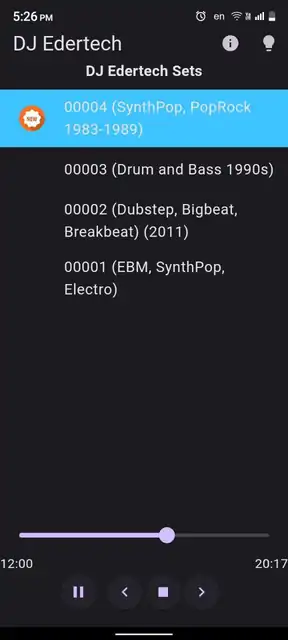 5:26 PM
en
DJ Edertech
DJ Edertech Sets
00004 (SynthPop, PopRock
1983-1989)
00003 (Drum and Bass 1990s)
00002 (Dubstep, Bigbeat,
Breakbeat) (2011)
00001 (EBM, SynthPop,
Electro)
12:00
20:17